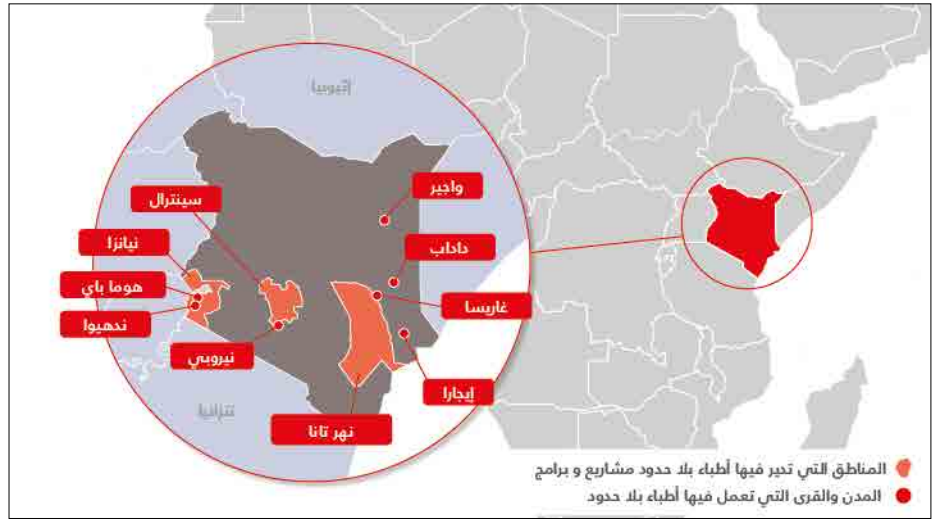 إثيوبيا
واجير
سينترال
داداب
نيانزا
هوما باي
غاريسا
ندهيوا
نيروبي
إيجارا
تنزانيا
نهر تانا
المناطق التي تدير فيها أطباء بلا حدود مشاريع و برامج
المدن والقرى التي تعمل فيها أطباء بلا حدود